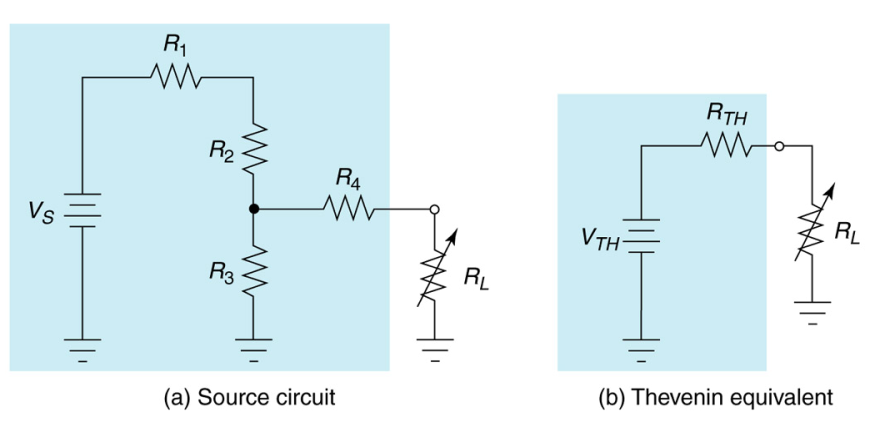 R1
R2
R4
VS
R3
RL
(a) Source circuit
RTH
VTH
RL
(b) Thevenin equivalent